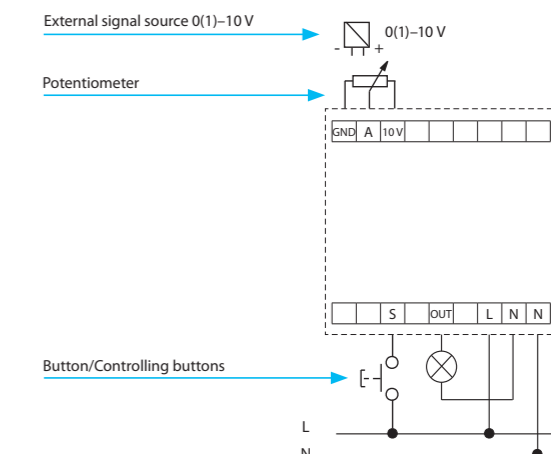 External signal source 0(1)–10 V
0(1)–10 V
- +
Potentiometer
GND A 10 V
S OUT L N N
Button/Controlling buttons
L
N